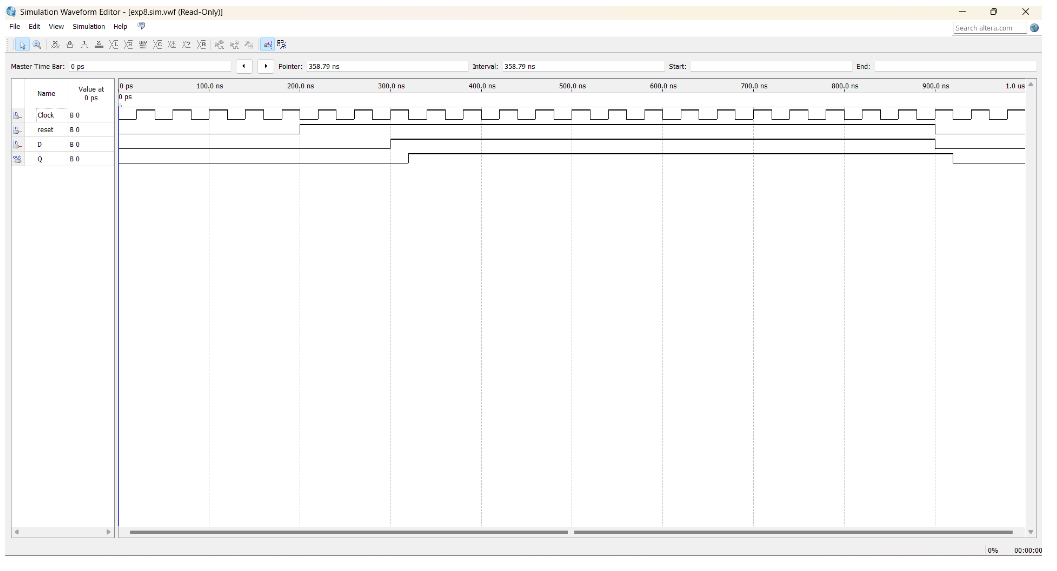 Simulation Waveform Editor - [exp8.sim.vwf (Read-Only)]
File Edit View Simulation Help
Search altera.com
Master Time Bar: 0 ps Pointer: 358.79 ns Interval: 358.79 ns Start: End:
Name Value at 0 ps
0 ps 100.0 ns 200.0 ns 300.0 ns 400.0 ns 500.0 ns 600.0 ns 700.0 ns 800.0 ns 900.0 ns 1.0 us
0 ps
Clock B 0
reset B 0
D B 0
Q B 0
0% 00:00:00